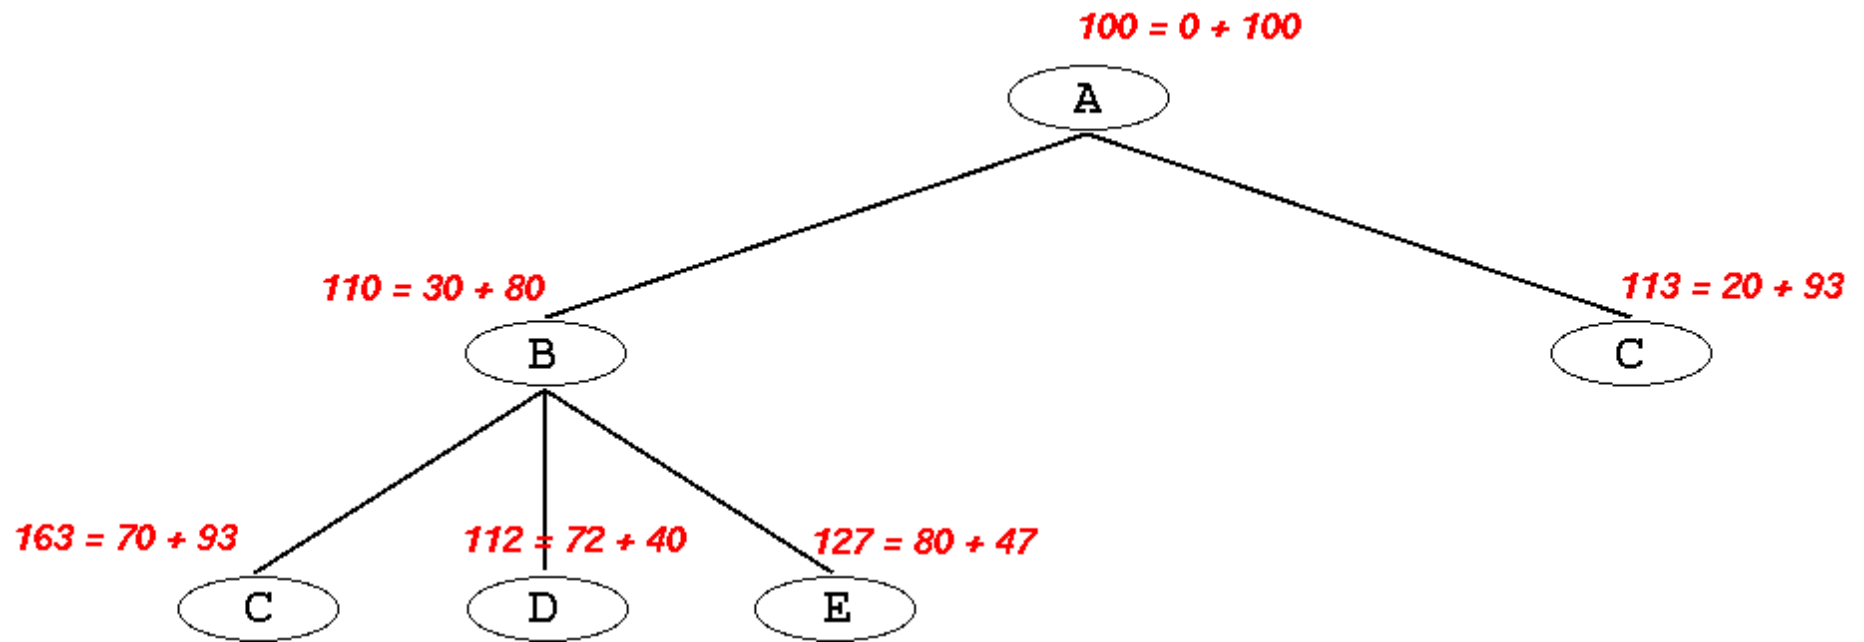 100 = 0 + 100
A
110 = 30 + 80
113 = 20 + 93
B
C
163 = 70 + 93
112 = 72 + 40
127 = 80 + 47
C
D
E